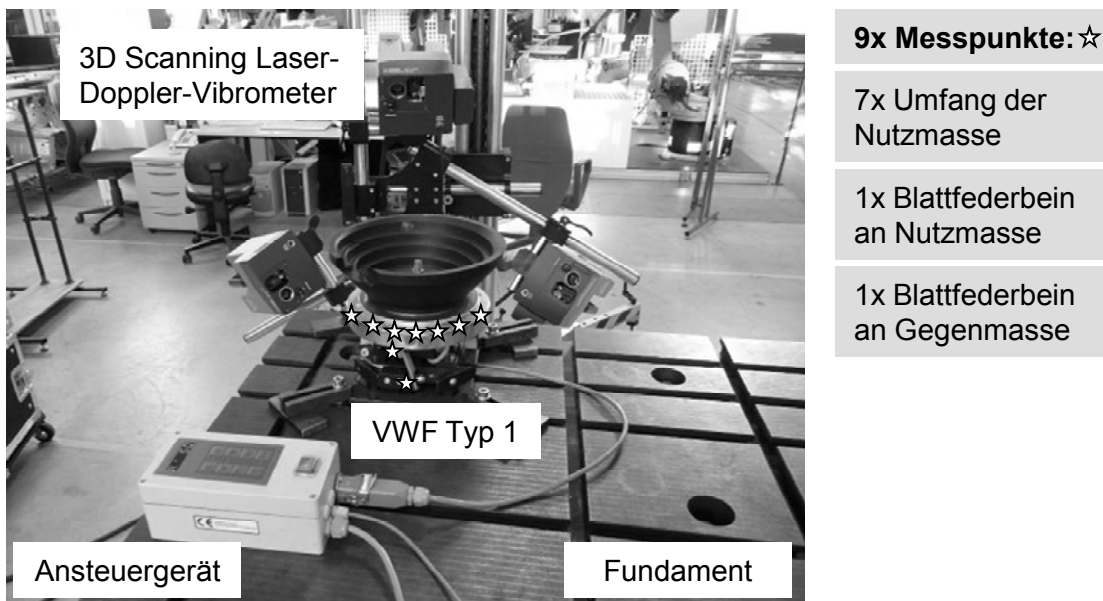 3D Scanning Laser-
Doppler-Vibrometer
VWF Typ 1
Ansteuergerät
Fundament
9x Messpunkte:☆
7x Umfang der
Nutzmasse
1x Blattfederbein
an Nutzmasse
1x Blattfederbein
an Gegenmasse